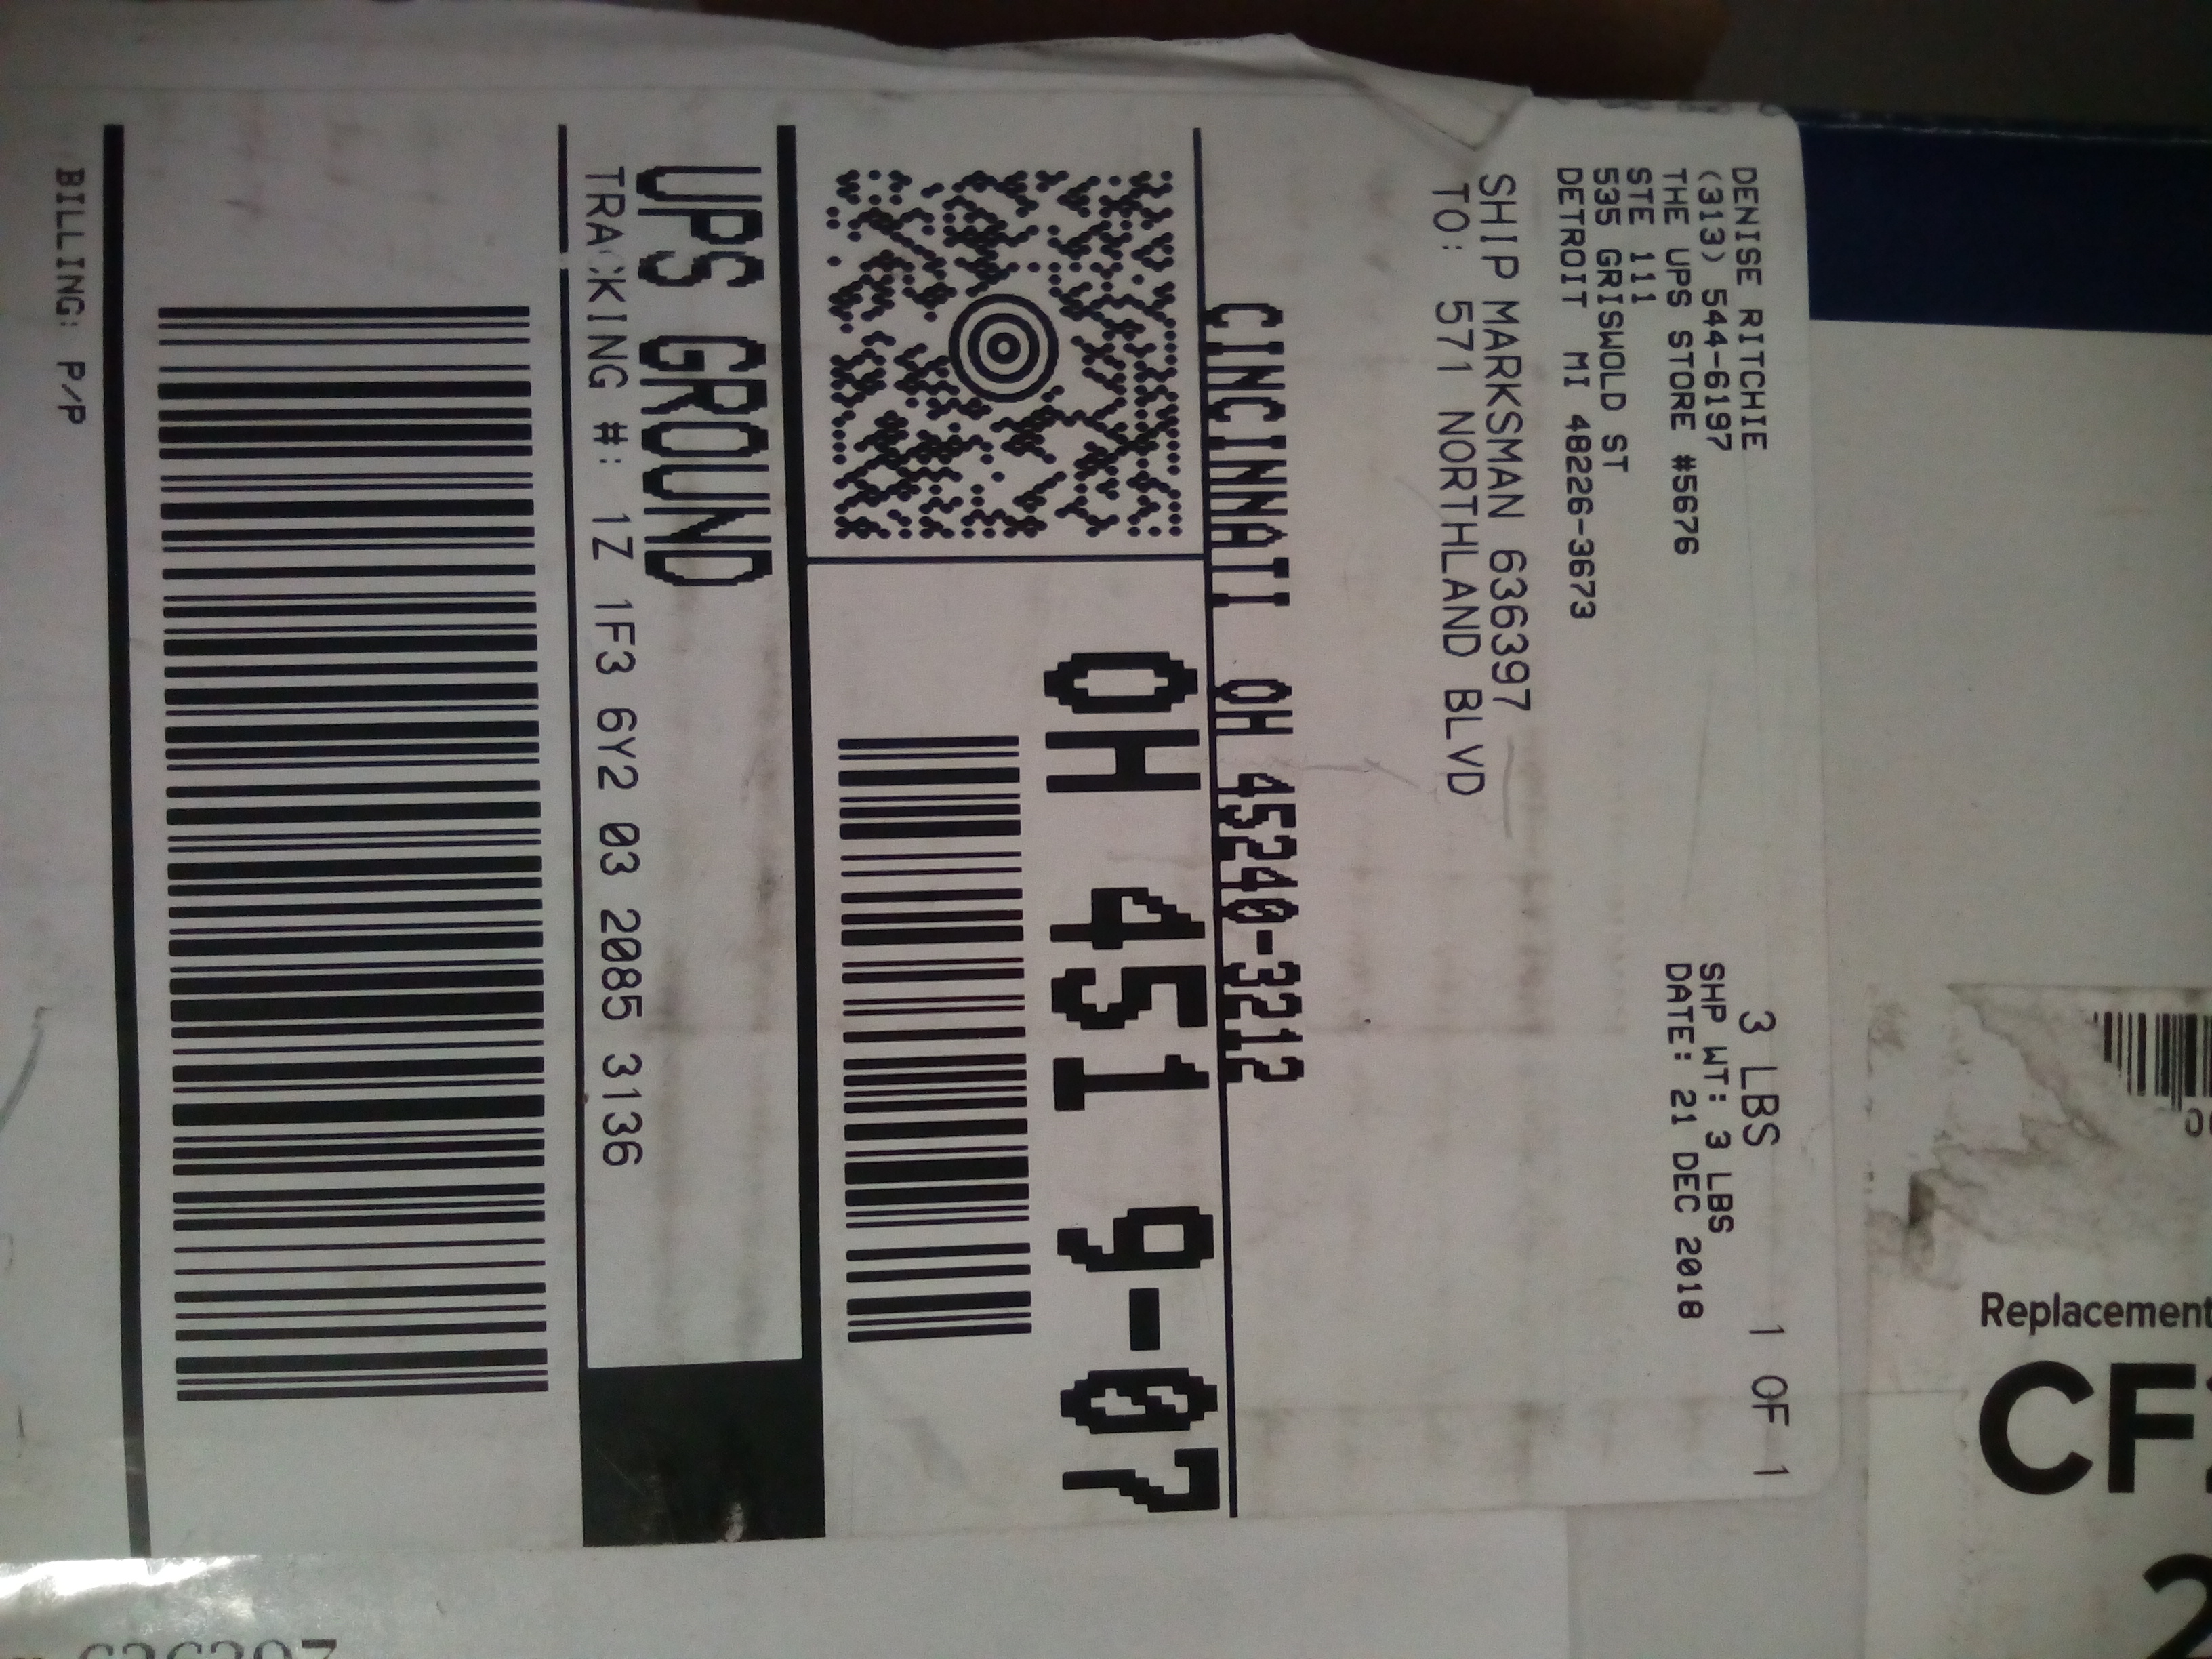 DENISE RITCHIE
(313) 544-6197
THE UPS STORE #5676
STE 111
535 GRISWOLD ST
DETROIT MI 48226-3673
3 LBS 1 OF 1
SHP WT: 3 LBS
DATE: 21 DEC 2018
SHIP MARKSMAN 636397
TO: 571 NORTHLAND BLVD
CINCINNATI OH 45240-3212
OH 451 9-07
UPS GROUND
TRACKING #: 1Z 1F3 6Y2 03 2085 3136
BILLING: P/P
Replacement